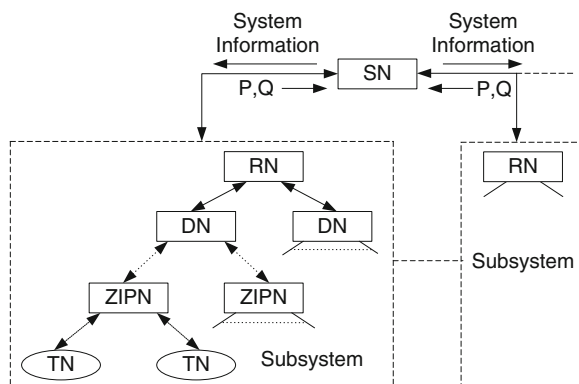 System
Information
System
Information
SN
P,Q
P,Q
RN
RN
DN
DN
Subsystem
ZIPN
ZIPN
TN
TN
Subsystem